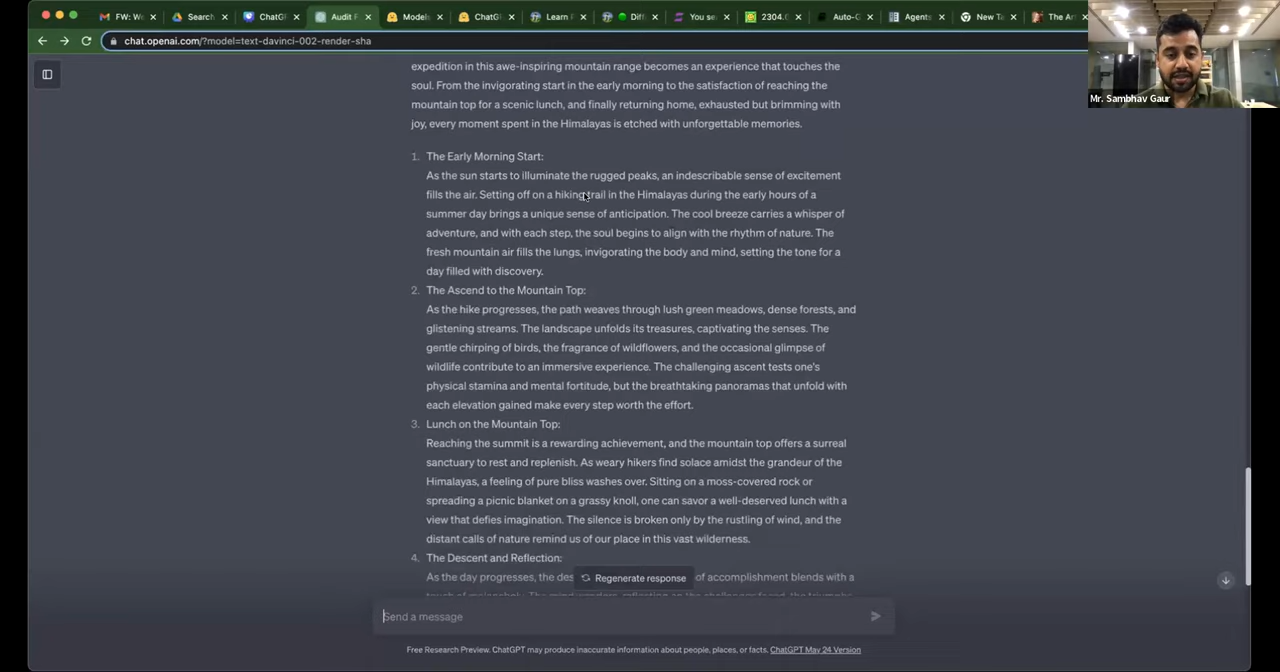 FW: W
Search
ChatG
Audit F
Model
ChatG
Learn
Diff
You se
2304.0
Auto-G
Agents
New Ta
The Ar
chat.openai.com/?model=text-davinci-002-render-sha
Mr. Sambhav Gaur
expedition in this awe-inspiring mountain range becomes an experience that touches the
soul. From the invigorating start in the early morning to the satisfaction of reaching the
mountain top for a scenic lunch, and finally returning home, exhausted but brimming with
joy, every moment spent in the Himalayas is etched with unforgettable memories.
1. The Early Morning Start:
As the sun starts to illuminate the rugged peaks, an indescribable sense of excitement
fills the air. Setting off on a hiking trail in the Himalayas during the early hours of a
summer day brings a unique sense of anticipation. The cool breeze carries a whisper of
adventure, and with each step, the soul begins to align with the rhythm of nature. The
fresh mountain air fills the lungs, invigorating the body and mind, setting the tone for a
day filled with discovery.
2. The Ascend to the Mountain Top:
As the hike progresses, the path weaves through lush green meadows, dense forests, and
glistening streams. The landscape unfolds its treasures, captivating the senses. The
gentle chirping of birds, the fragrance of wildflowers, and the occasional glimpse of
wildlife contribute to an immersive experience. The challenging ascent tests one's
physical stamina and mental fortitude, but the breathtaking panoramas that unfold with
each elevation gained make every step worth the effort.
3. Lunch on the Mountain Top:
Reaching the summit is a rewarding achievement, and the mountain top offers a surreal
sanctuary to rest and replenish. As weary hikers find solace amidst the grandeur of the
Himalayas, a feeling of pure bliss washes over. Sitting on a moss-covered rock or
spreading a picnic blanket on a grassy knoll, one can savor a well-deserved lunch with a
view that defies imagination. The silence is broken only by the rustling of wind, and the
distant calls of nature remind us of our place in this vast wilderness.
4. The Descent and Reflection:
As the day progresses, the des of accomplishment blends with a
Regenerate response
Send a message
Free Research Preview. ChatGPT may produce inaccurate information about people, places, or facts. ChatGPT May 24 Version